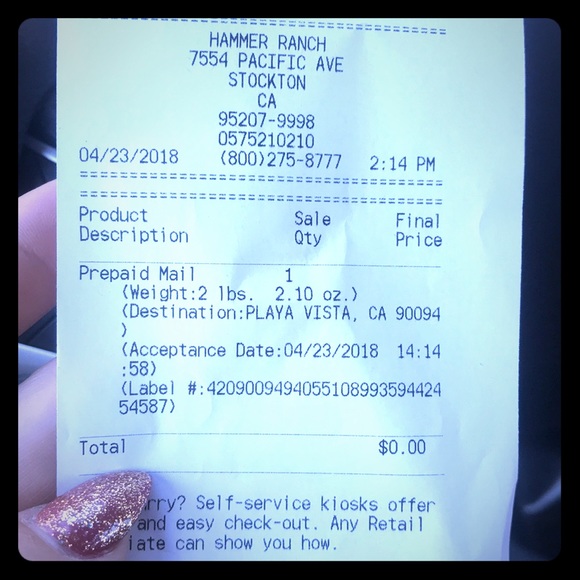 HAMMER RANCH
7554 PACIFIC AVE
STOCKTON
CA
95207-9998
0575210210
04/23/2018 (800)275-8777 2:14 PM
Product Sale Final
Description Qty Price
Prepaid Mail 1
(Weight:2 lbs. 2.10 oz.)
(Destination:PLAYA VISTA, CA 90094
)
(Acceptance Date:04/23/2018 14:14
:58)
(Label #:42090094940551089935944​24
54587)
Total $0.00
rry? Self-service kiosks offer
and easy check-out. Any Retail
iate can show you how.